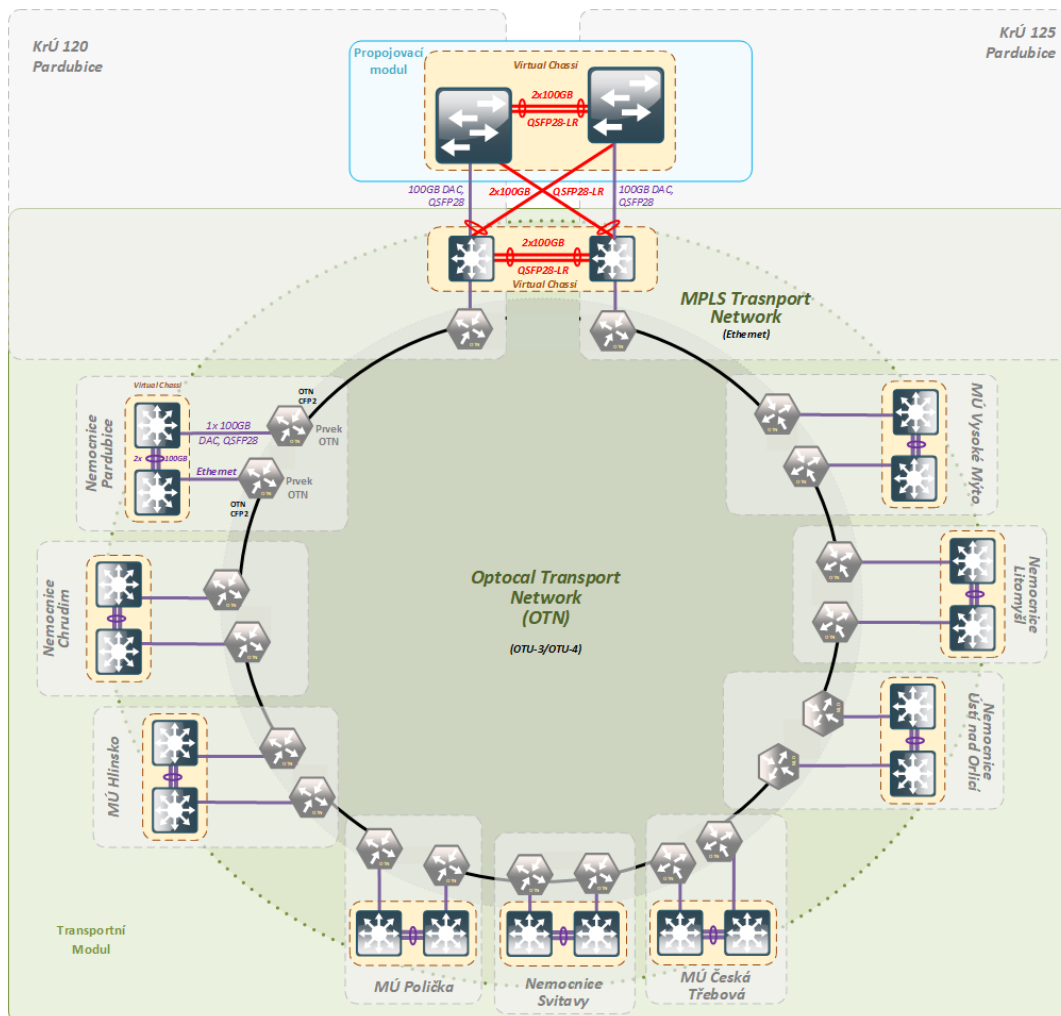 KrÚ 120
Pardubice
KrÚ 125
Pardubice
Propojovací
modul
Virtual Chassí
2x100GB
QSFP28-LR
100GB DAC,
QSFP28
2x100GB
QSFP28-LR
100GB DAC,
QSFP28
2x100GB
QSFP28-LR
Virtual Chassí
MPLS Trasnport
Network
(Ethernet)
Virtual Chassí
Nemocnice
Pardubice
1x 100GB
DAC, QSFP28
2x
100GB
Ethernet
OTN
CFP2
Prvek
OTN
Prvek
OTN
OTN
CFP2
MÚ Vysoké Mýto
Nemocnice
Chrudim
Optocal Transport
Network
(OTN)
(OTU-3/OTU-4)
Nemocnice
Litomyšl
MÚ Hlinsko
Nemocnice
Ústí nad Orlicí
Transportní
Modul
MÚ Polička
Nemocnice
Svitavy
MÚ Česká
Třebová